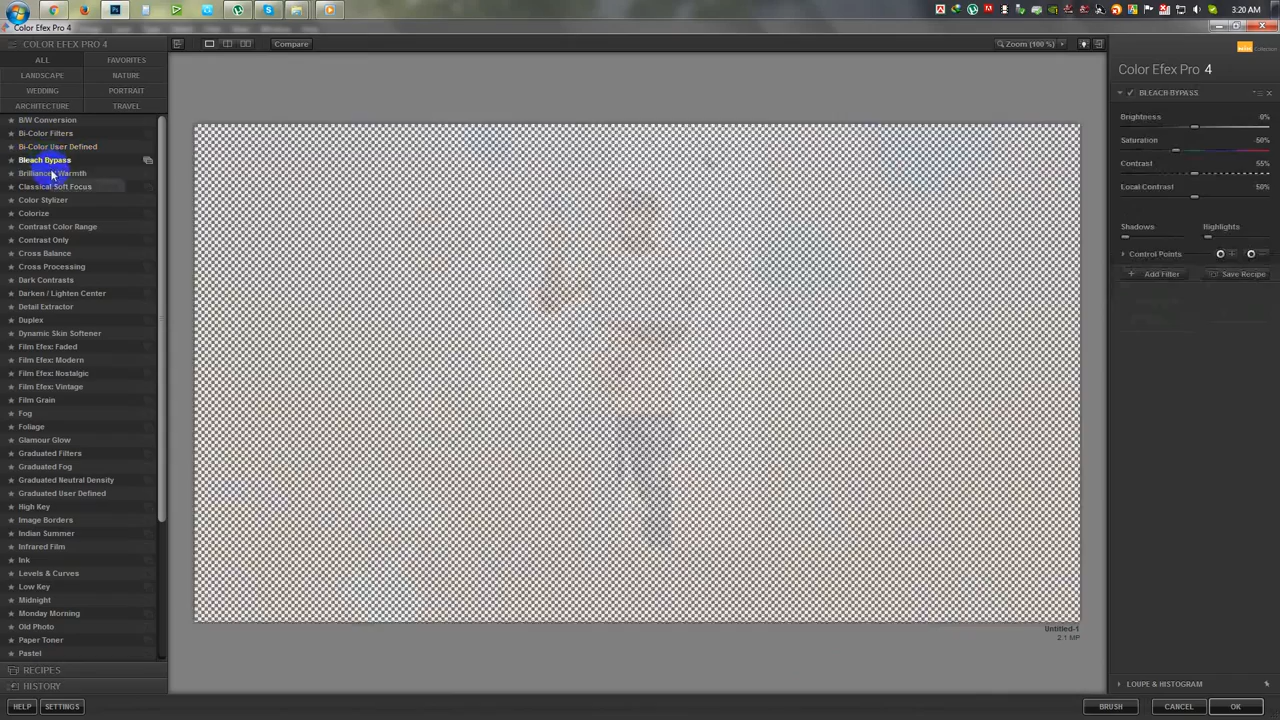 3:20 AM
Color Efex Pro 4
COLOR EFEX PRO 4
Compare
Zoom (100 %)
Collection
ALL
FAVORITES
LANDSCAPE
NATURE
WEDDING
PORTRAIT
ARCHITECTURE
TRAVEL
Color Efex Pro 4
BLEACH BYPASS
Brightness 0%
Saturation 50%
Contrast 55%
Local Contrast 50%
Shadows
Highlights
Control Points
Add Filter
Save Recipe
B/W Conversion
Bi-Color Filters
Bi-Color User Defined
Bleach Bypass
Brilliance / Warmth
Classical Soft Focus
Color Stylizer
Colorize
Contrast Color Range
Contrast Only
Cross Balance
Cross Processing
Dark Contrasts
Darken / Lighten Center
Detail Extractor
Duplex
Dynamic Skin Softener
Film Efex: Faded
Film Efex: Modern
Film Efex: Nostalgic
Film Efex: Vintage
Film Grain
Fog
Foliage
Glamour Glow
Graduated Filters
Graduated Fog
Graduated Neutral Density
Graduated User Defined
High Key
Image Borders
Indian Summer
Infrared Film
Ink
Levels & Curves
Low Key
Midnight
Monday Morning
Old Photo
Paper Toner
Pastel
Untitled-1
2.1 MP
RECIPES
HISTORY
LOUPE & HISTOGRAM
HELP
SETTINGS
BRUSH
CANCEL
OK